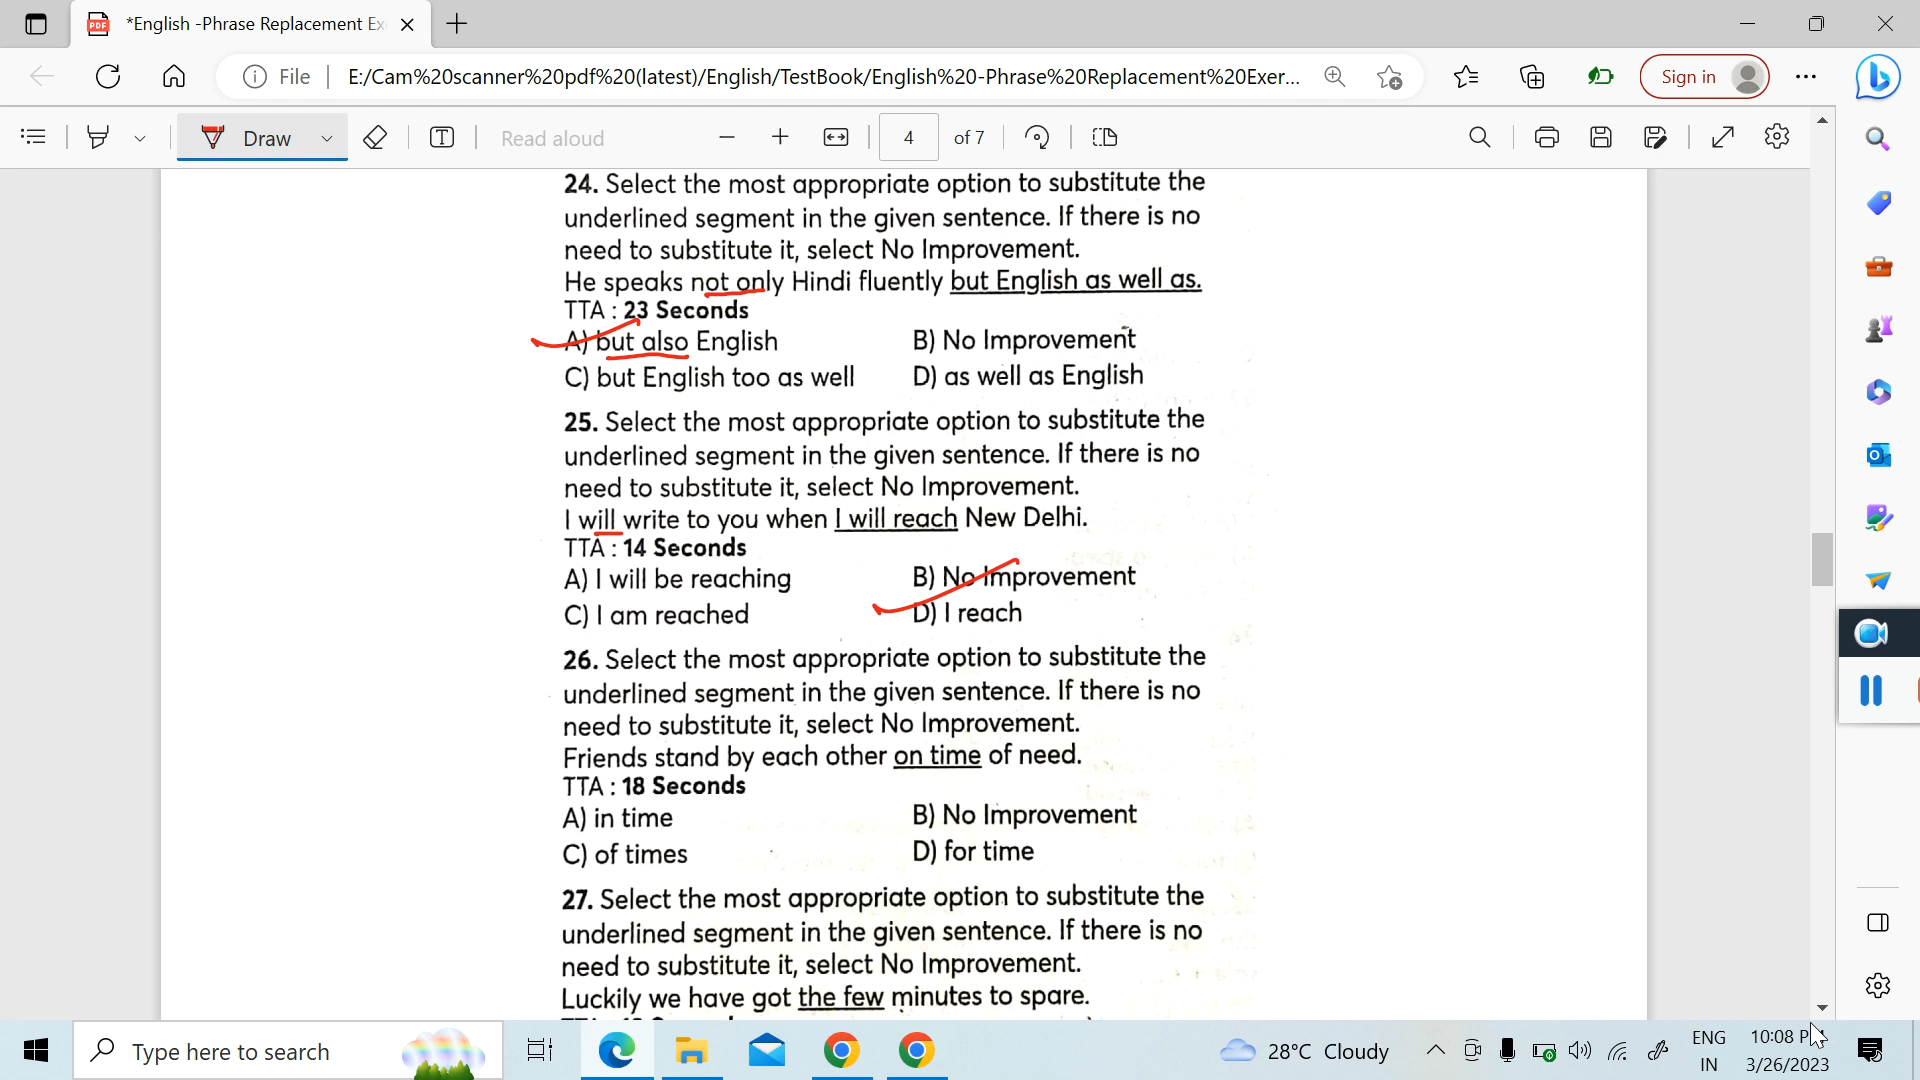 *English -Phrase Replacement Ex
File
E:/Cam%20scanner%20pdf%20(latest)/English/TestBook/English%20-Phrase%20Replacement%20Exer...
Sign in
Draw
Read aloud
4
of 7
24. Select the most appropriate option to substitute the
underlined segment in the given sentence. If there is no
need to substitute it, select No Improvement.
He speaks not only Hindi fluently but English as well as.
TTA : 23 Seconds
A) but also English B) No Improvement
C) but English too as well D) as well as English
25. Select the most appropriate option to substitute the
underlined segment in the given sentence. If there is no
need to substitute it, select No Improvement.
I will write to you when I will reach New Delhi.
TTA : 14 Seconds
A) I will be reaching B) No Improvement
C) I am reached D) I reach
26. Select the most appropriate option to substitute the
underlined segment in the given sentence. If there is no
need to substitute it, select No Improvement.
Friends stand by each other on time of need.
TTA : 18 Seconds
A) in time B) No Improvement
C) of times D) for time
27. Select the most appropriate option to substitute the
underlined segment in the given sentence. If there is no
need to substitute it, select No Improvement.
Luckily we have got the few minutes to spare.
Type here to search
28°C Cloudy
ENG
IN
10:08 PM
3/26/2023